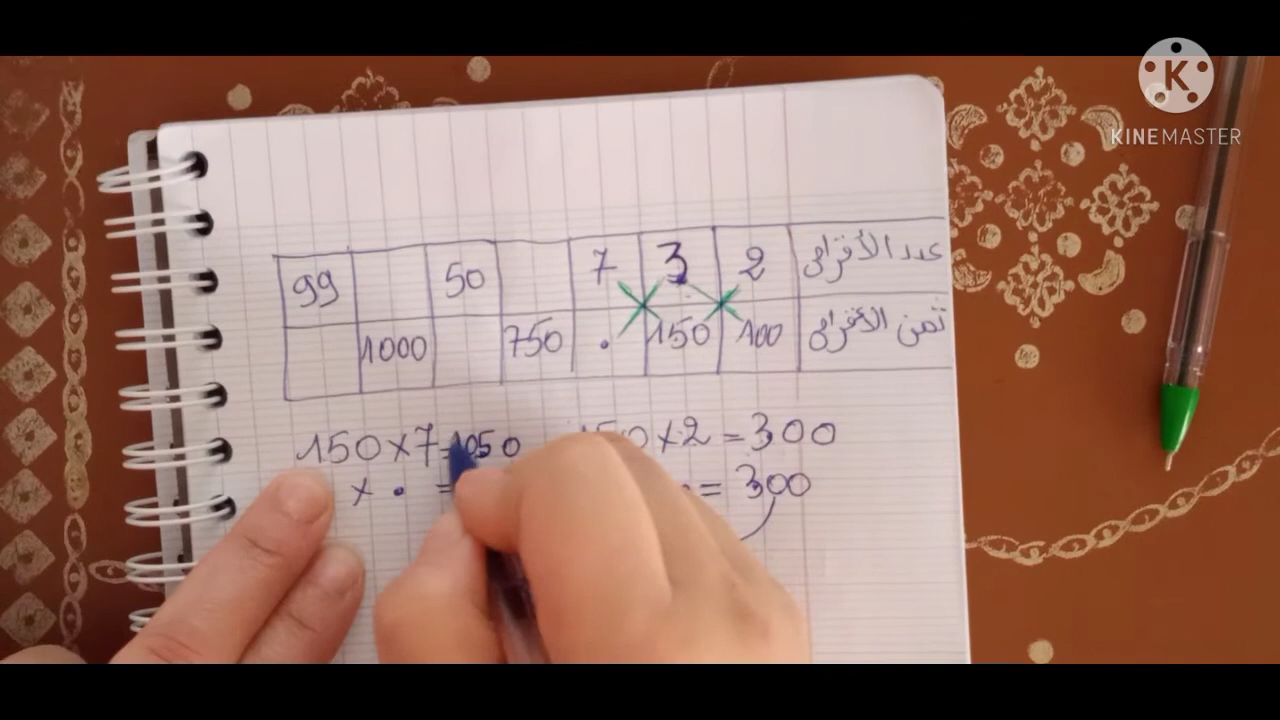 KINEMASTER
عدد الأقراص 2 3 7 50 99
ثمن الأقراص 100 150 . 750 1000
150 x 7 = 1050
x 2 = 300
x . =
= 300